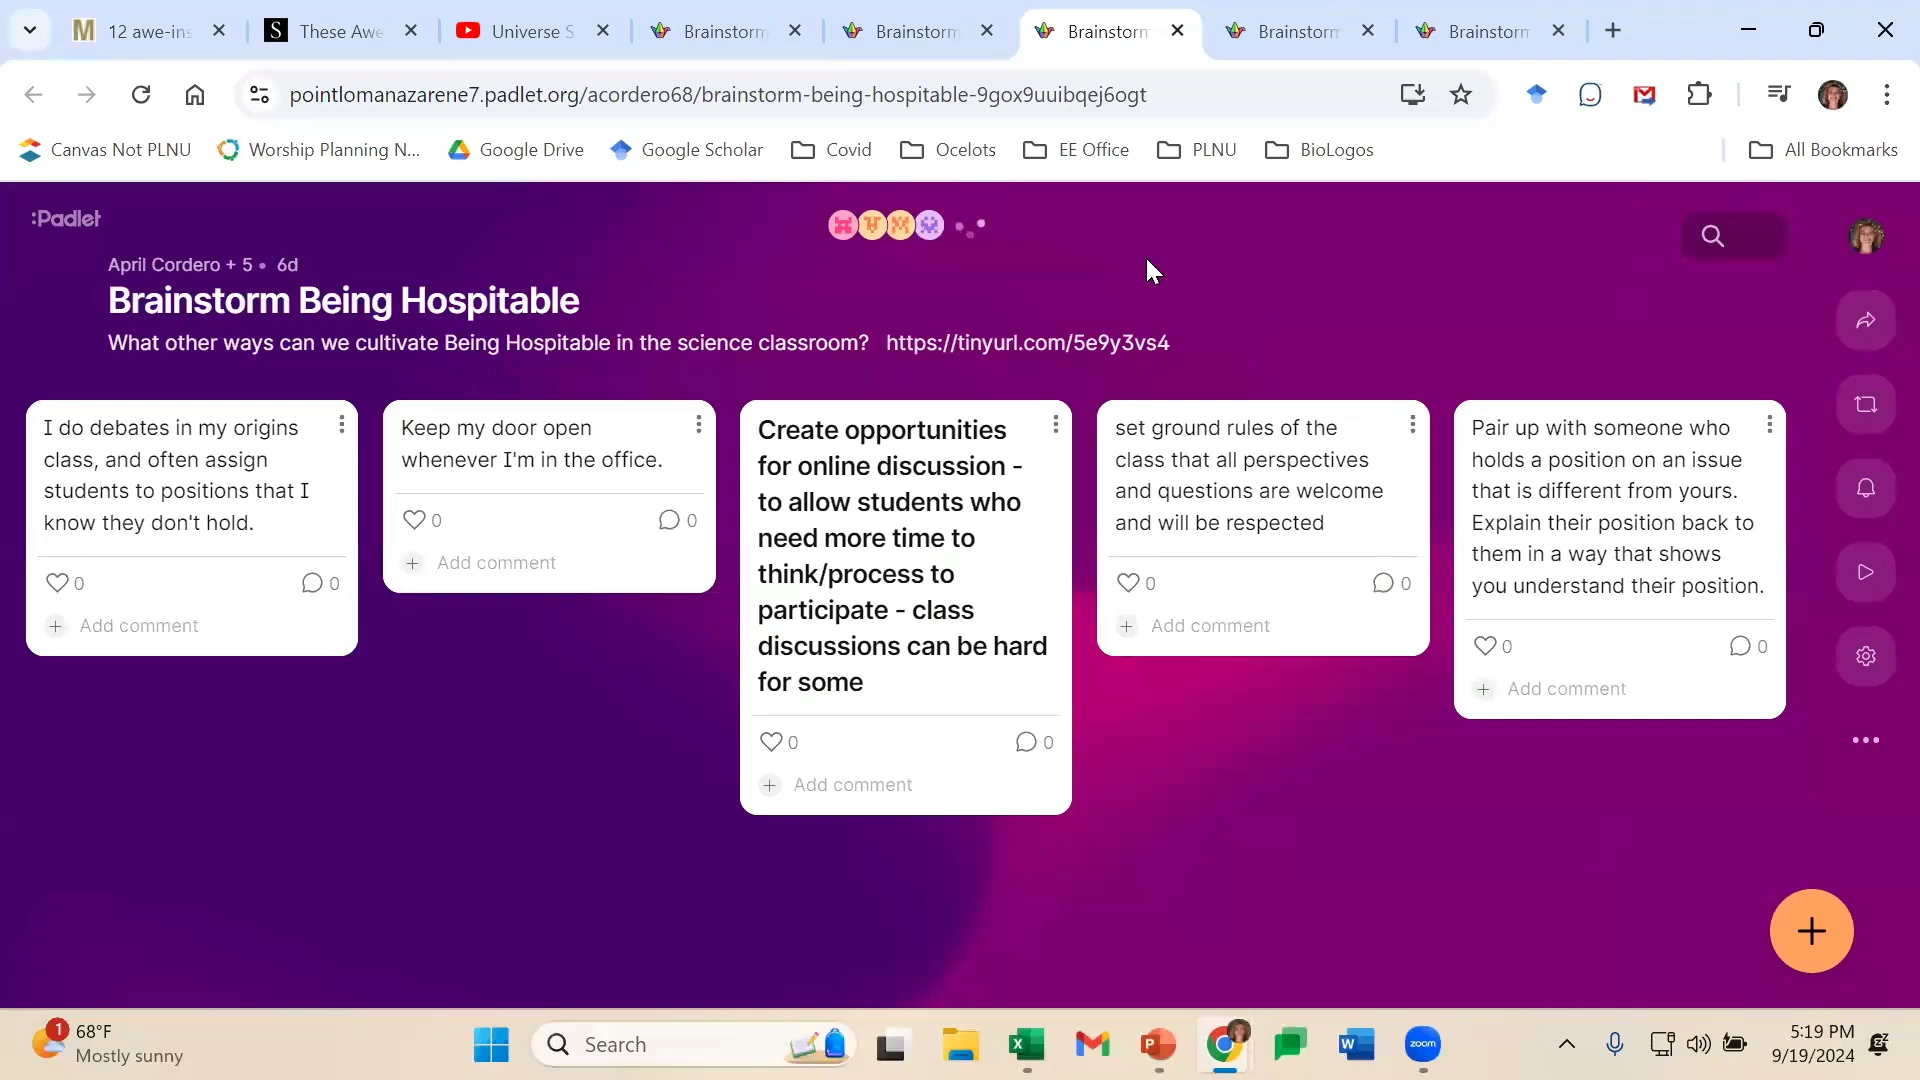 12 awe-ins
S
These Awe
Universe S
Brainstorm
Brainstorm
Brainstorm
Brainstorm
Brainstorm
pointlomanazarene7.padlet.org/acordero68/brainstorm-being-hospitable-9gox9uuibqej6ogt
Canvas Not PLNU
Worship Planning N...
Google Drive
Google Scholar
Covid
Ocelots
EE Office
PLNU
BioLogos
All Bookmarks
:Padlet
April Cordero + 5 • 6d
Brainstorm Being Hospitable
What other ways can we cultivate Being Hospitable in the science classroom? https://tinyurl.com/5e9y3vs4
I do debates in my origins
class, and often assign
students to positions that I
know they don't hold.
0
0
Add comment
Keep my door open
whenever I'm in the office.
0
0
Add comment
Create opportunities
for online discussion -
to allow students who
need more time to
think/process to
participate - class
discussions can be hard
for some
0
0
Add comment
set ground rules of the
class that all perspectives
and questions are welcome
and will be respected
0
0
Add comment
Pair up with someone who
holds a position on an issue
that is different from yours.
Explain their position back to
them in a way that shows
you understand their position.
0
0
Add comment
1
68°F
Mostly sunny
Search
zoom
5:19 PM
9/19/2024